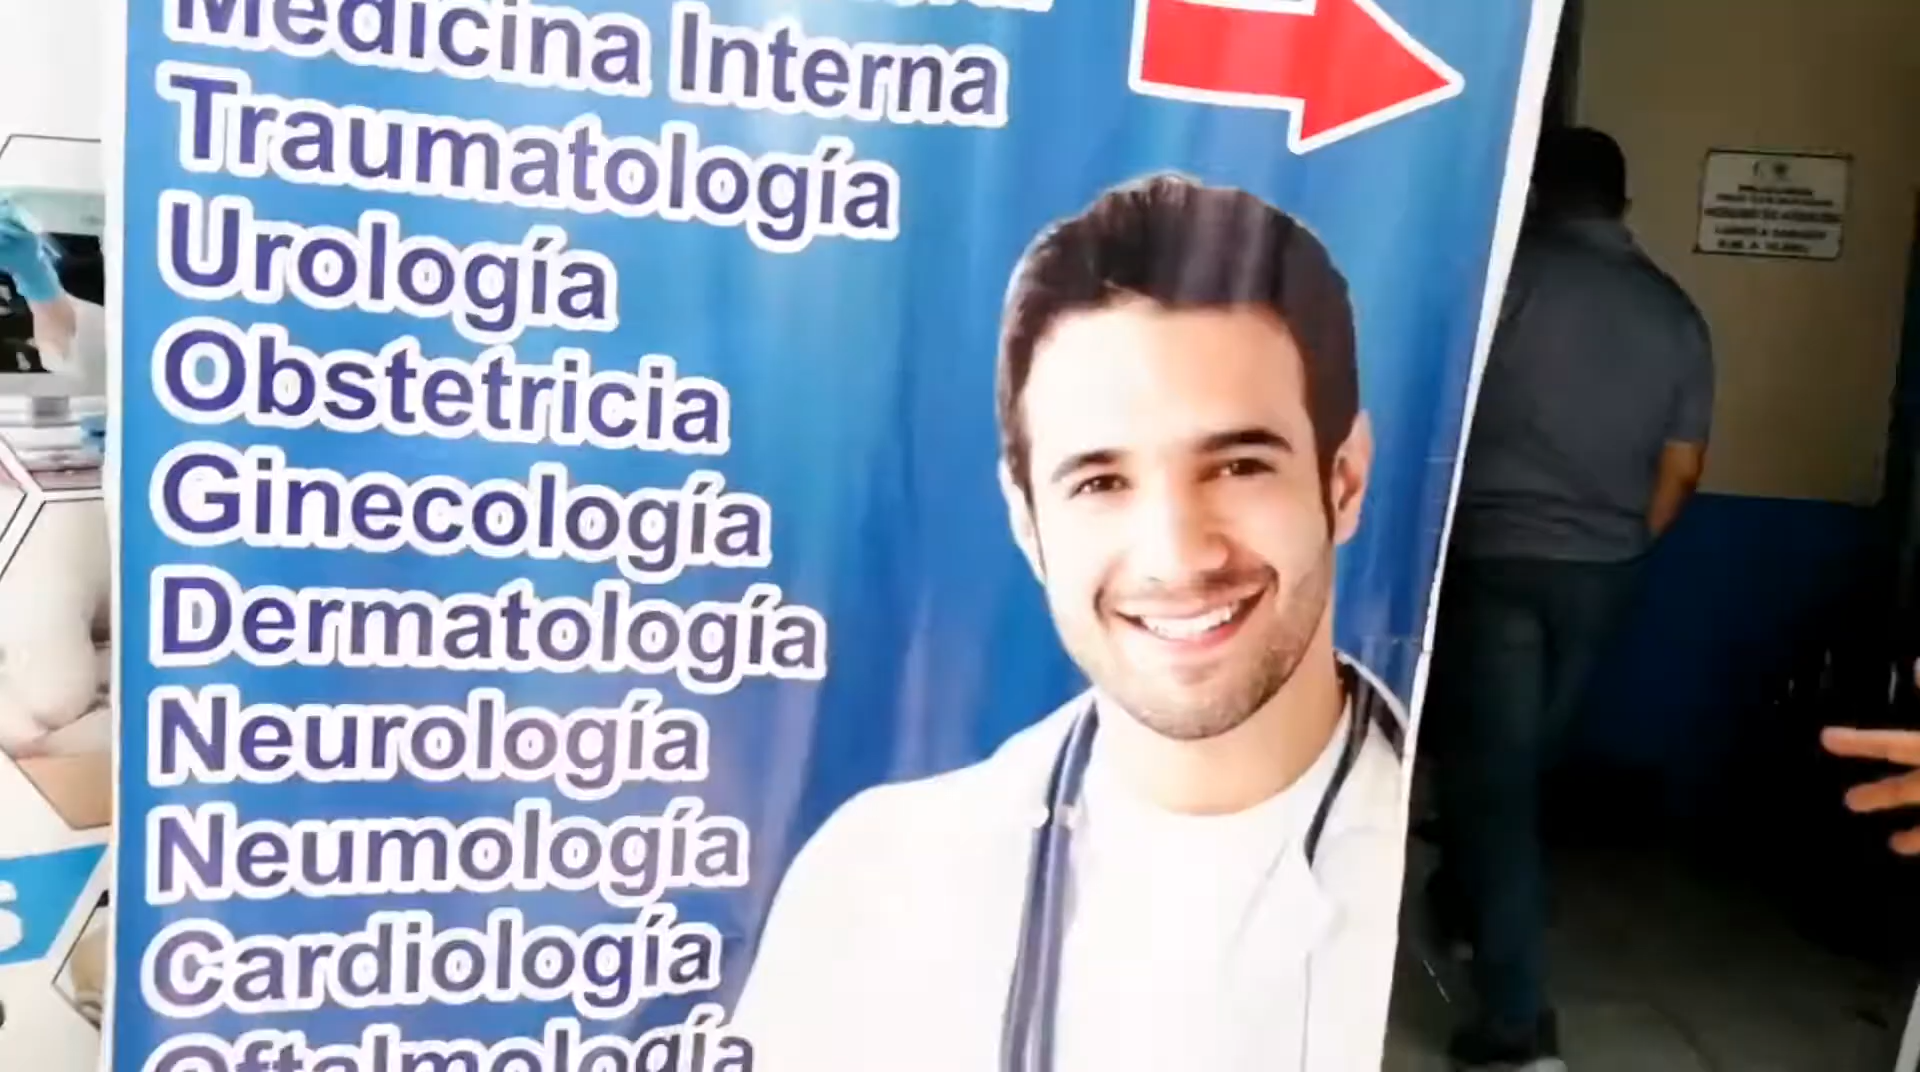 Medicina Interna
Traumatología
Urología
Obstetricia
Ginecología
Dermatología
Neurología
Neumología
Cardiología
Oftalmología